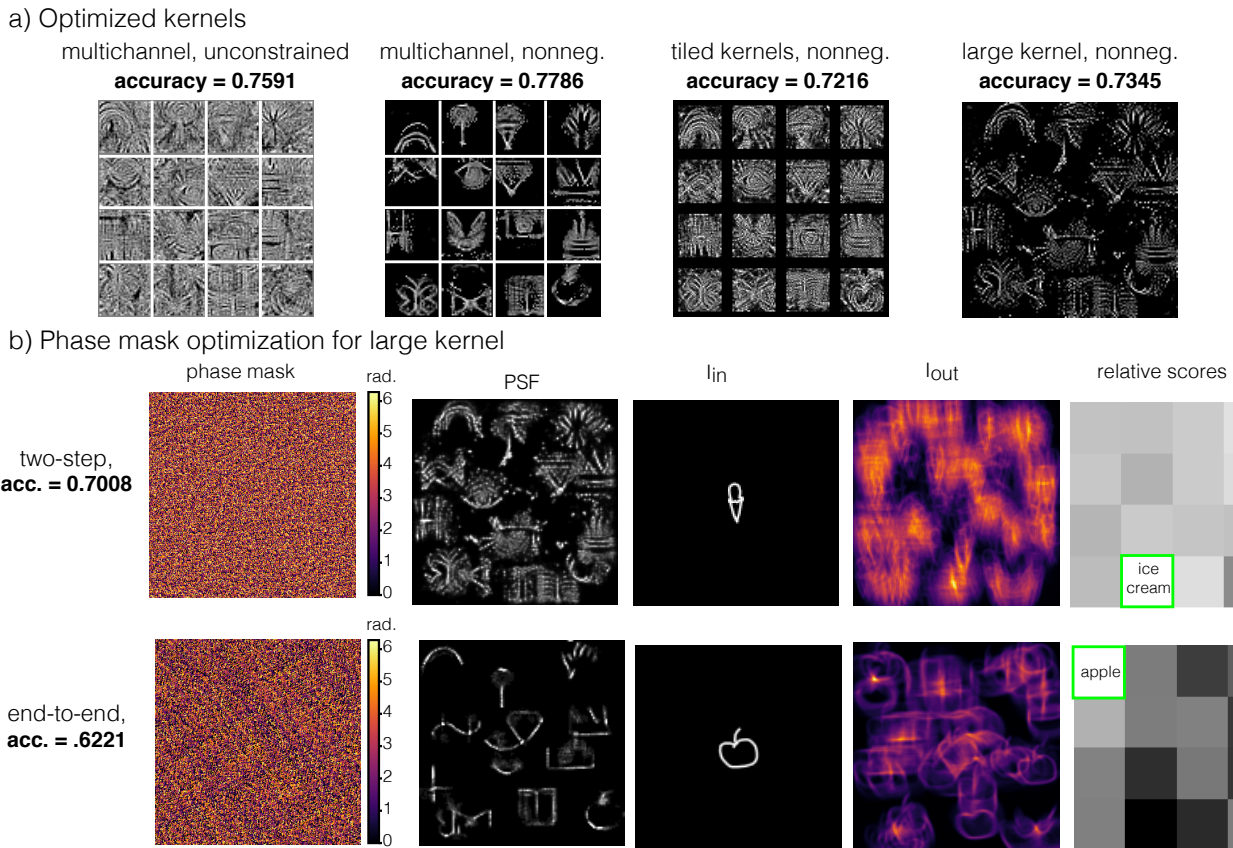 a) Optimized kernels
multichannel, unconstrained
accuracy = 0.7591
multichannel, nonneg.
accuracy = 0.7786
tiled kernels, nonneg.
accuracy = 0.7216
large kernel, nonneg.
accuracy = 0.7345
b) Phase mask optimization for large kernel
phase mask
rad.
PSF
Iin
Iout
relative scores
two-step,
acc. = 0.7008
6
5
4
3
2
1
0
ice
cream
rad.
end-to-end,
acc. = .6221
6
5
4
3
2
1
0
apple